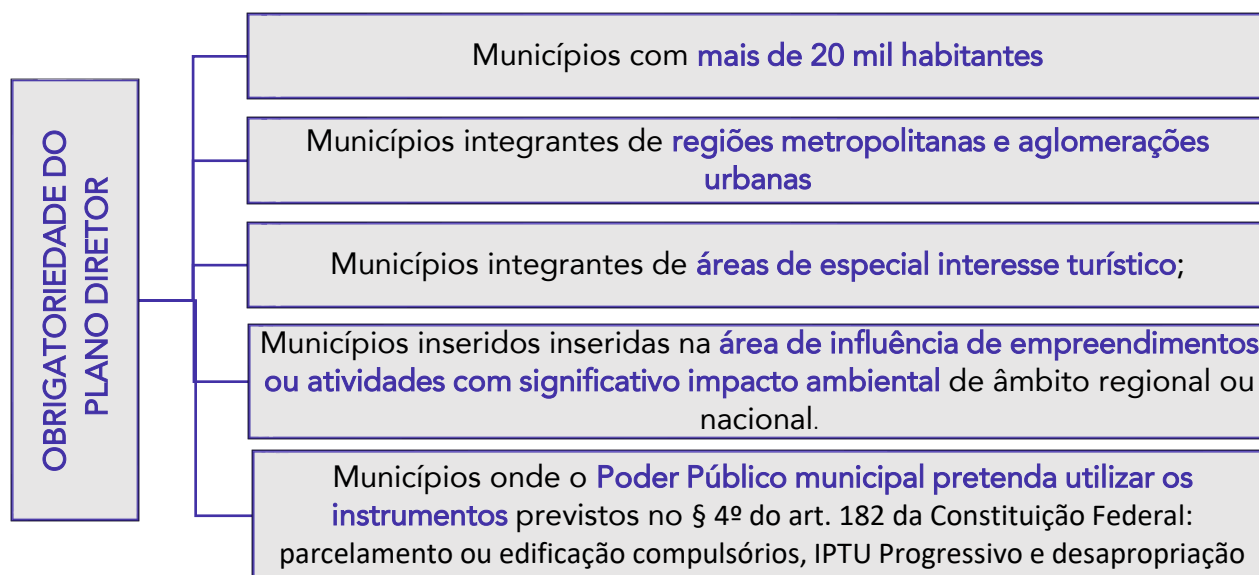 OBRIGATORIEDADE DO
PLANO DIRETOR
Municípios com mais de 20 mil habitantes
Municípios integrantes de regiões metropolitanas e aglomerações
urbanas
Municípios integrantes de áreas de especial interesse turístico;
Municípios inseridos inseridas na área de influência de empreendimentos
ou atividades com significativo impacto ambiental de âmbito regional ou
nacional.
Municípios onde o Poder Público municipal pretenda utilizar os
instrumentos previstos no § 4º do art. 182 da Constituição Federal:
parcelamento ou edificação compulsórios, IPTU Progressivo e desapropriação